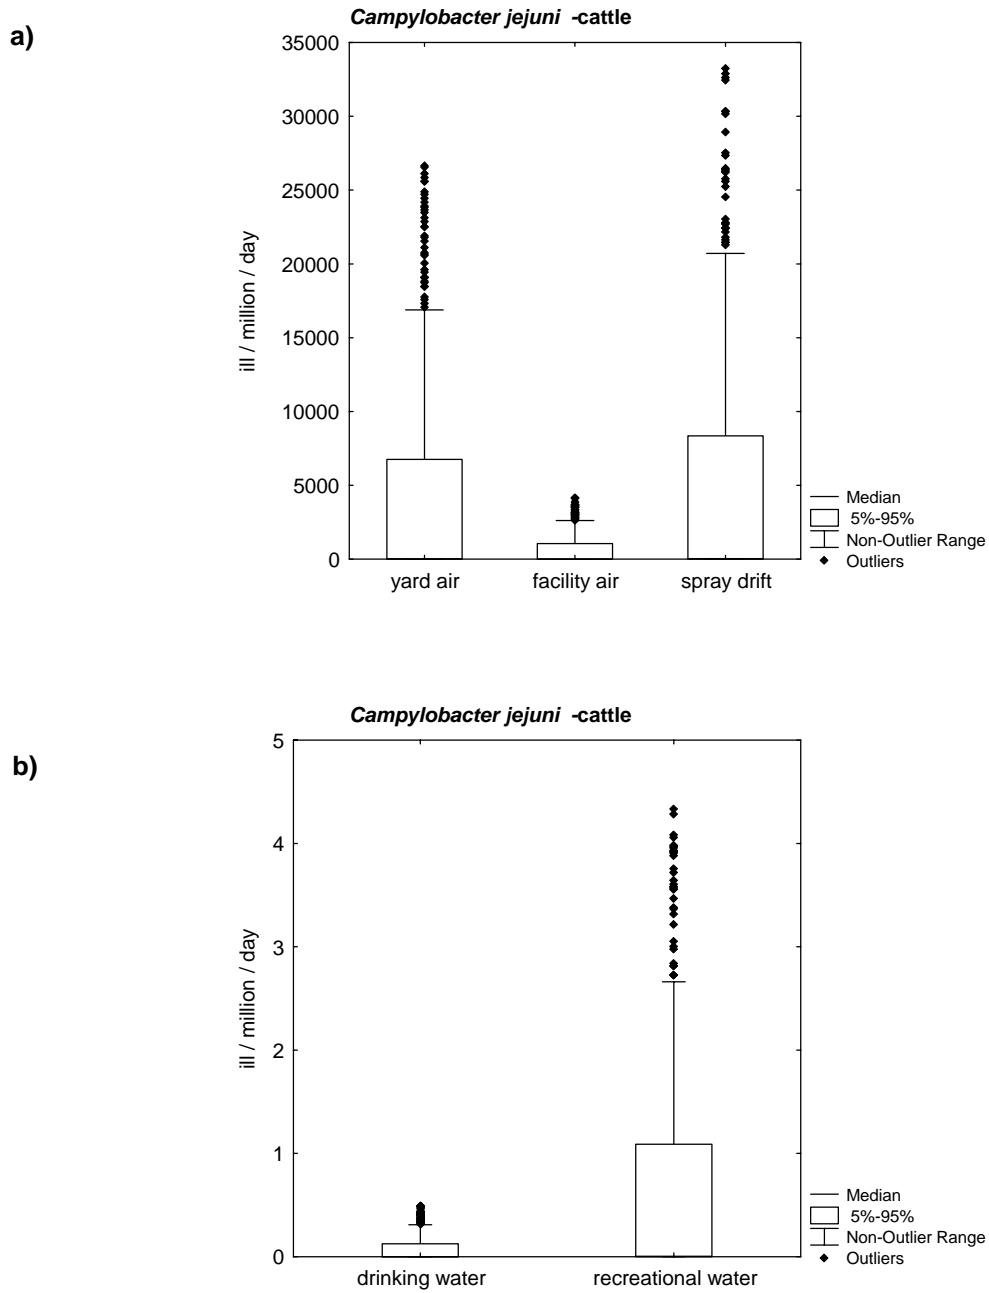 a)
Campylobacter jejuni -cattle
35000
30000
25000
20000
15000
10000
5000
0
ill / million / day
yard air facility air spray drift
Median
5%-95%
Non-Outlier Range
Outliers
b)
Campylobacter jejuni -cattle
5
4
3
2
1
0
ill / million / day
drinking water recreational water
Median
5%-95%
Non-Outlier Range
Outliers